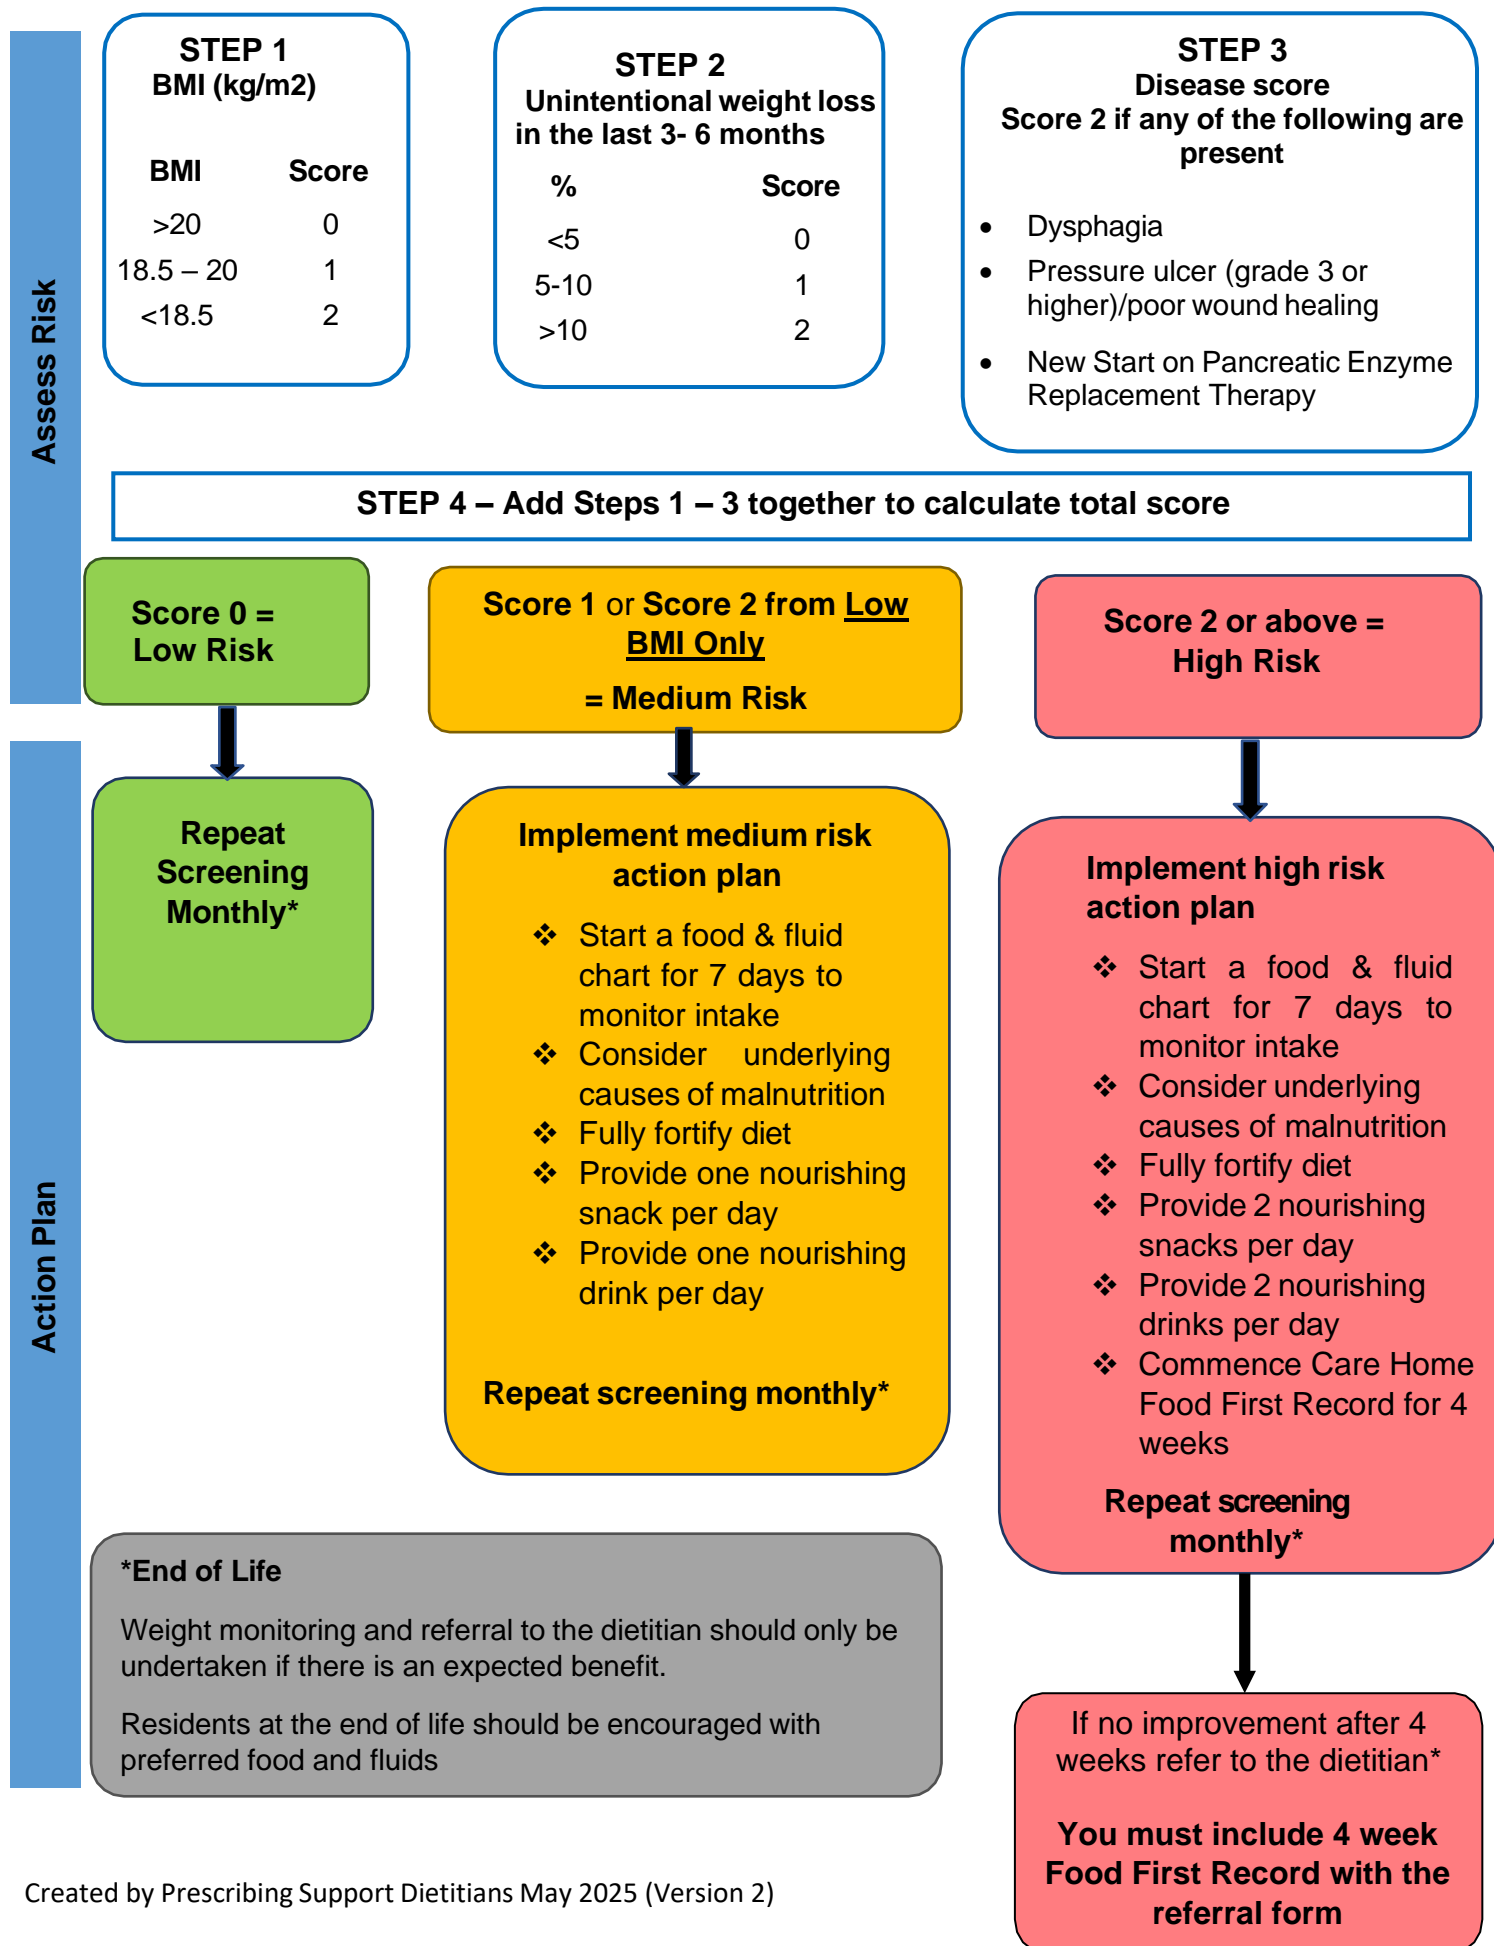 Assess Risk
STEP 1
BMI (kg/m2)
BMI Score
>20 0
18.5 – 20 1
<18.5 2
STEP 2
Unintentional weight loss
in the last 3- 6 months
% Score
<5 0
5-10 1
>10 2
STEP 3
Disease score
Score 2 if any of the following are
present
• Dysphagia
• Pressure ulcer (grade 3 or
higher)/poor wound healing
• New Start on Pancreatic Enzyme
Replacement Therapy
STEP 4 – Add Steps 1 – 3 together to calculate total score
Score 0 =
Low Risk
Score 1 or Score 2 from Low
BMI Only
= Medium Risk
Score 2 or above =
High Risk
Action Plan
Repeat
Screening
Monthly*
Implement medium risk
action plan
❖ Start a food & fluid
chart for 7 days to
monitor intake
❖ Consider underlying
causes of malnutrition
❖ Fully fortify diet
❖ Provide one nourishing
snack per day
❖ Provide one nourishing
drink per day
Repeat screening monthly*
Implement high risk
action plan
❖ Start a food & fluid
chart for 7 days to
monitor intake
❖ Consider underlying
causes of malnutrition
❖ Fully fortify diet
❖ Provide 2 nourishing
snacks per day
❖ Provide 2 nourishing
drinks per day
❖ Commence Care Home
Food First Record for 4
weeks
Repeat screening
monthly*
*End of Life
Weight monitoring and referral to the dietitian should only be
undertaken if there is an expected benefit.
Residents at the end of life should be encouraged with
preferred food and fluids
If no improvement after 4
weeks refer to the dietitian*
You must include 4 week
Food First Record with the
referral form
Created by Prescribing Support Dietitians May 2025 (Version 2)